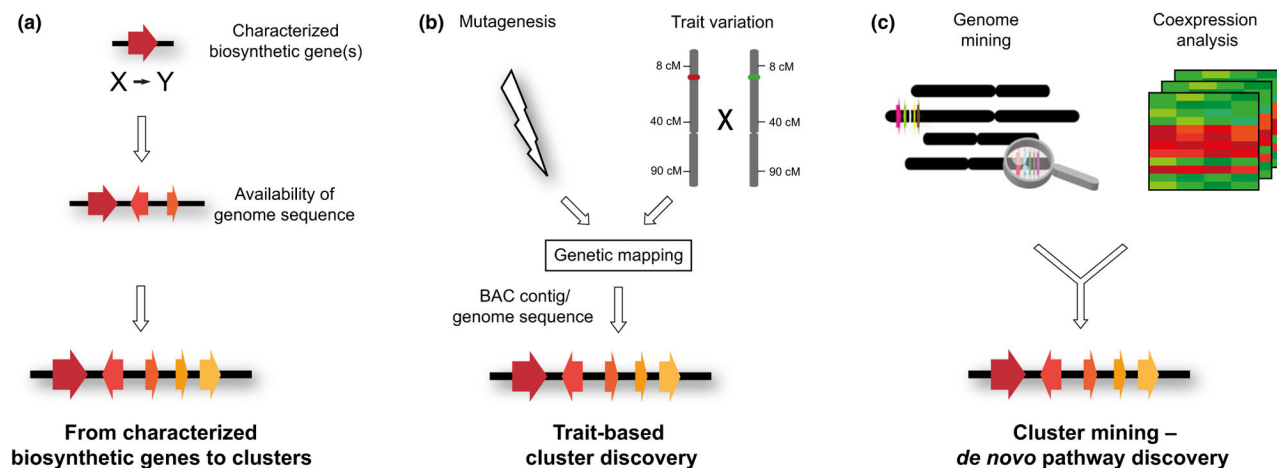 (a)
Characterized
biosynthetic gene(s)
X → Y
Availability of
genome sequence
From characterized
biosynthetic genes to clusters
(b)
Mutagenesis
Trait variation
8 cM
8 cM
40 cM
X
40 cM
90 cM
90 cM
Genetic mapping
BAC contig/
genome sequence
Trait-based
cluster discovery
(c)
Genome
mining
Coexpression
analysis
Cluster mining –
de novo pathway discovery